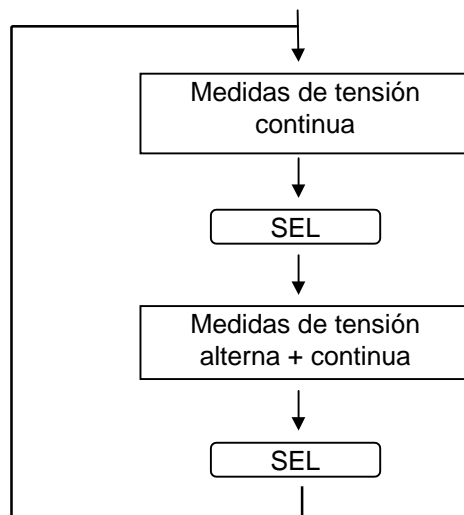 Medidas de tensión
continua
SEL
Medidas de tensión
alterna + continua
SEL